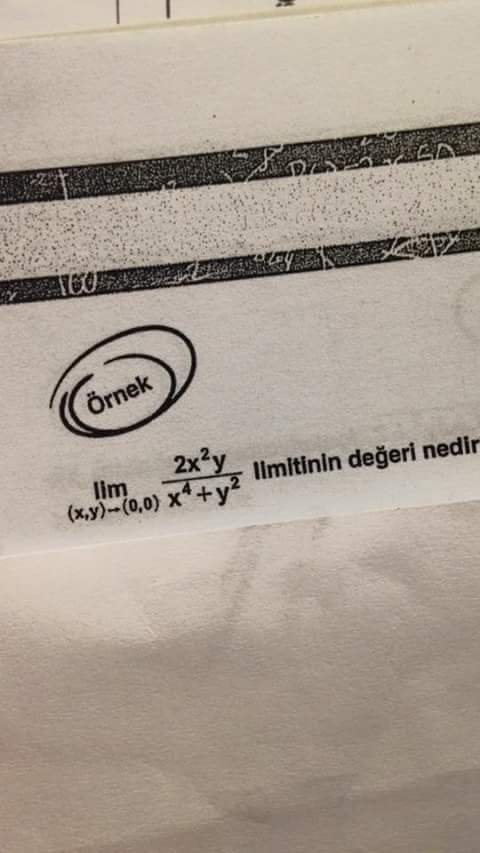 Örnek
lim 2x²y / x⁴+y² limitinin değeri nedir
(x,y)→(0,0)